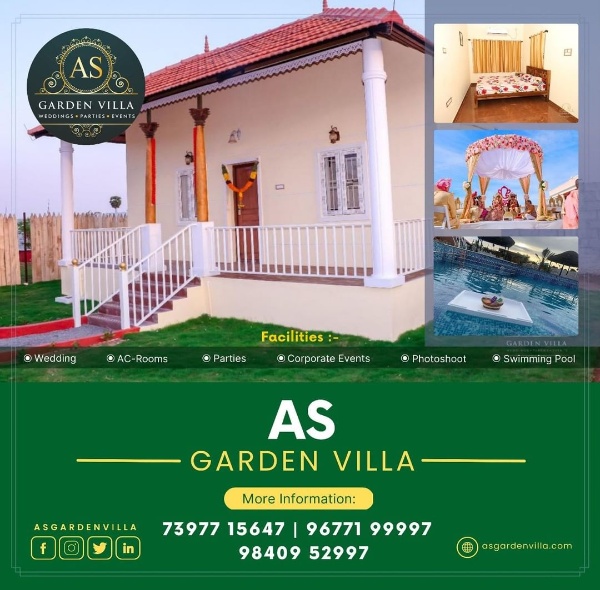 AS
GARDEN VILLA
WEDDINGS • PARTIES • EVENTS
GARDEN VILLA
Facilities :-
Wedding
AC-Rooms
Parties
Corporate Events
Photoshoot
Swimming Pool
AS
GARDEN VILLA
More Information:
ASGARDENVILLA
73977 15647 | 96771 99997
98409 52997
asgardenvilla.com